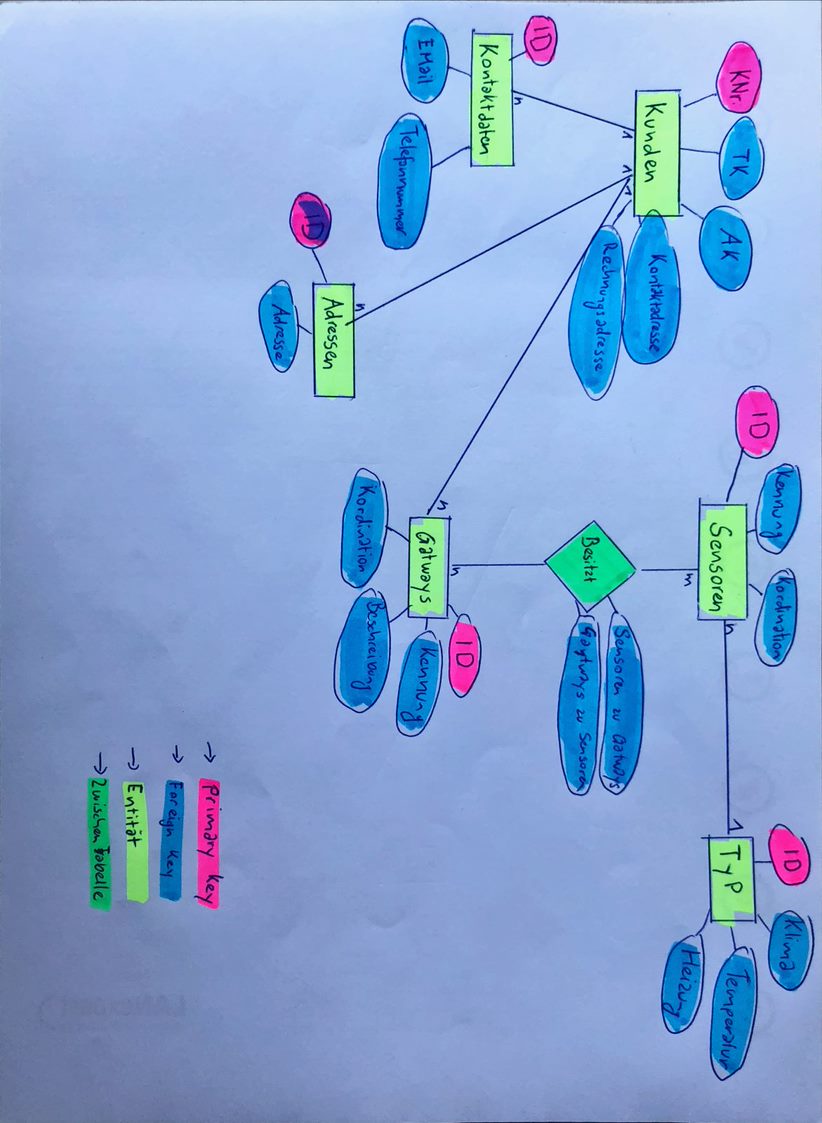 KNr.
TK
AK
Kunden
Kontaktadresse
Rechnungsadresse
1
1
1
ID
Kennung
Kordination
Sensoren
n
1
m
ID
Klima
Typ
Temperatur
Heizung
Besitzt
Sensoren zu Gatways
Gaytways zu Sensoren
ID
n
Kontaktdaten
EMail
Telefonnummer
n
n
ID
Gatways
Kennung
Kordination
Beschreibung
n
Adressen
ID
Adresse
→ Primary Key
→ Foreign Key
→ Entität
→ Zwischen Tabelle